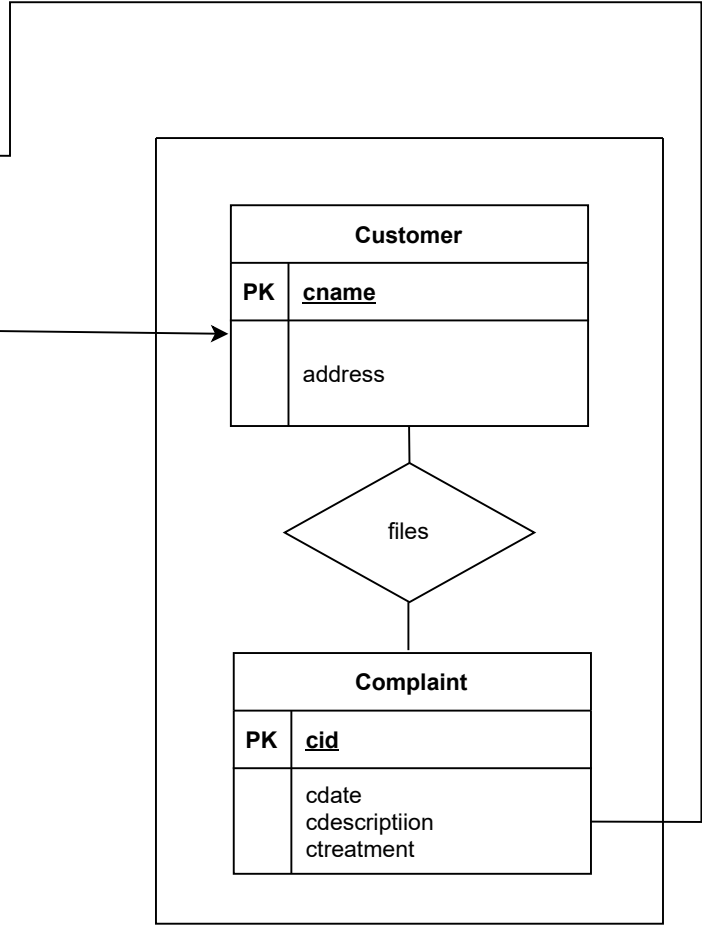 Customer
PK cname
address
files
Complaint
PK cid
cdate
cdescriptiion
ctreatment